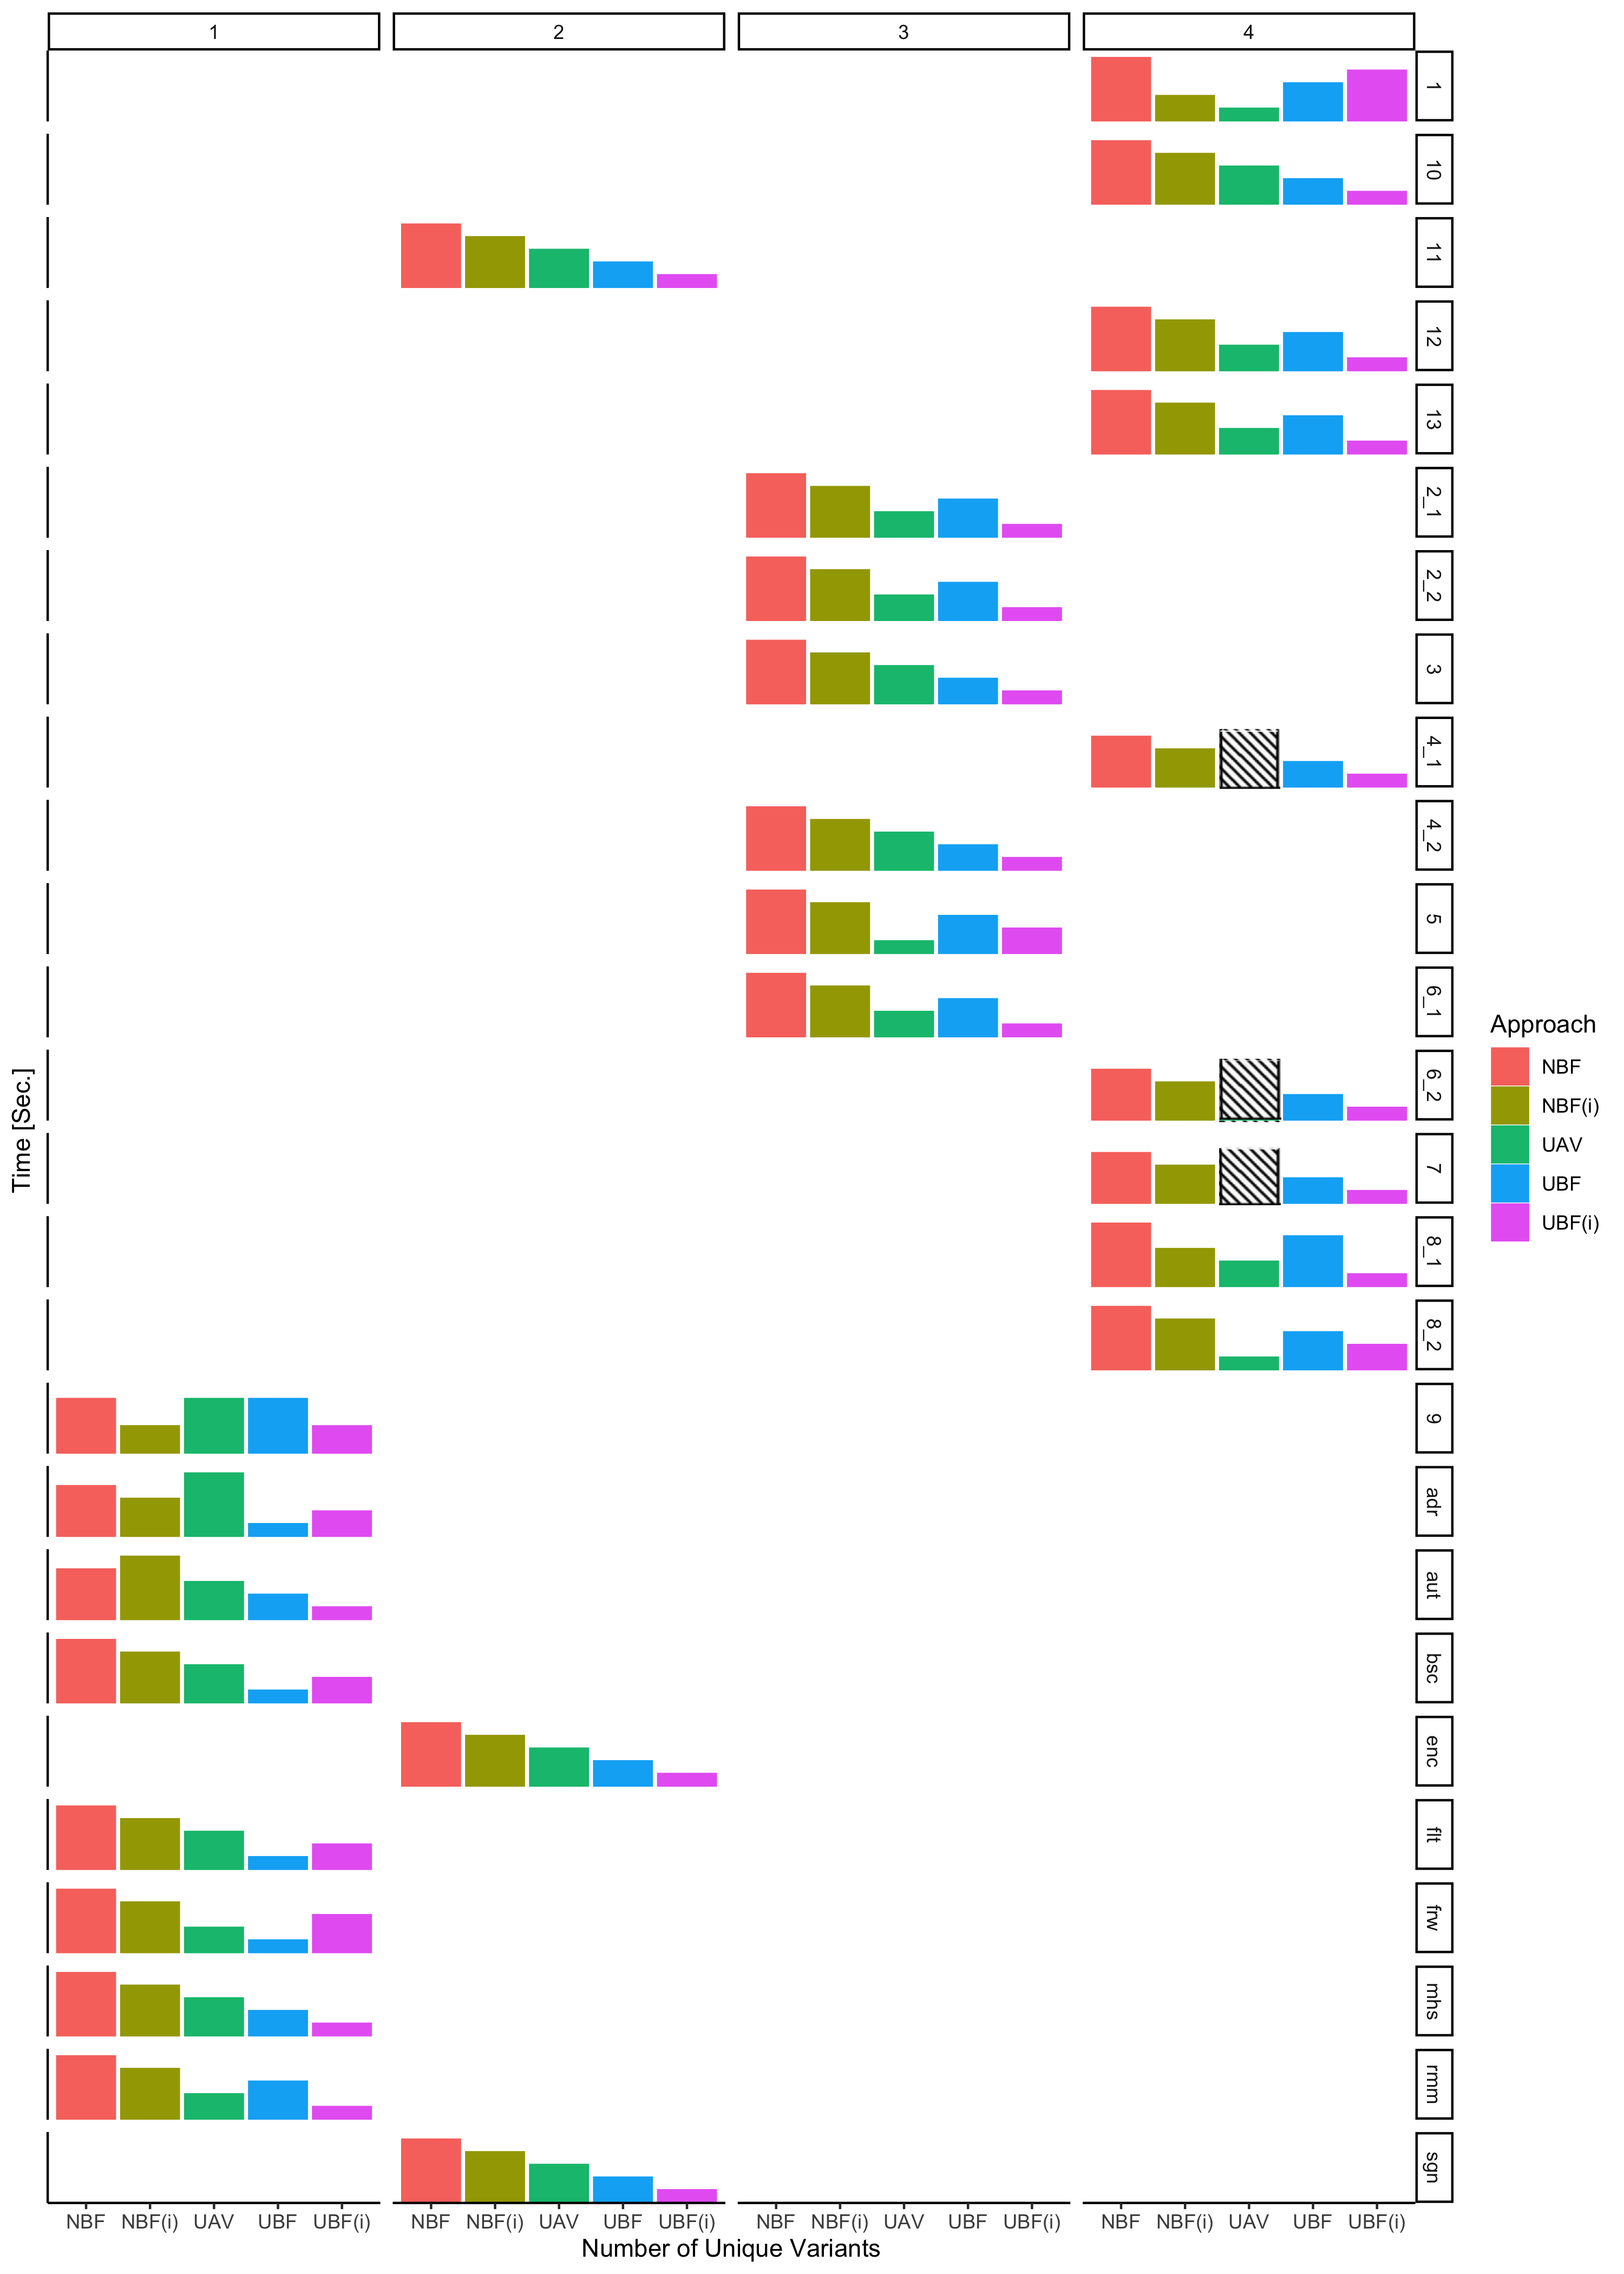 1 2 3 4
1
10
11
12
13
2_1
2_2
3
4_1
4_2
5
6_1
6_2
7
8_1
8_2
9
adr
aut
bsc
enc
flt
frw
mhs
rmm
sgn
Time [Sec.]
NBF NBF(i) UAV UBF UBF(i) NBF NBF(i) UAV UBF UBF(i) NBF NBF(i) UAV UBF UBF(i) NBF NBF(i) UAV UBF UBF(i)
Number of Unique Variants
Approach
NBF
NBF(i)
UAV
UBF
UBF(i)